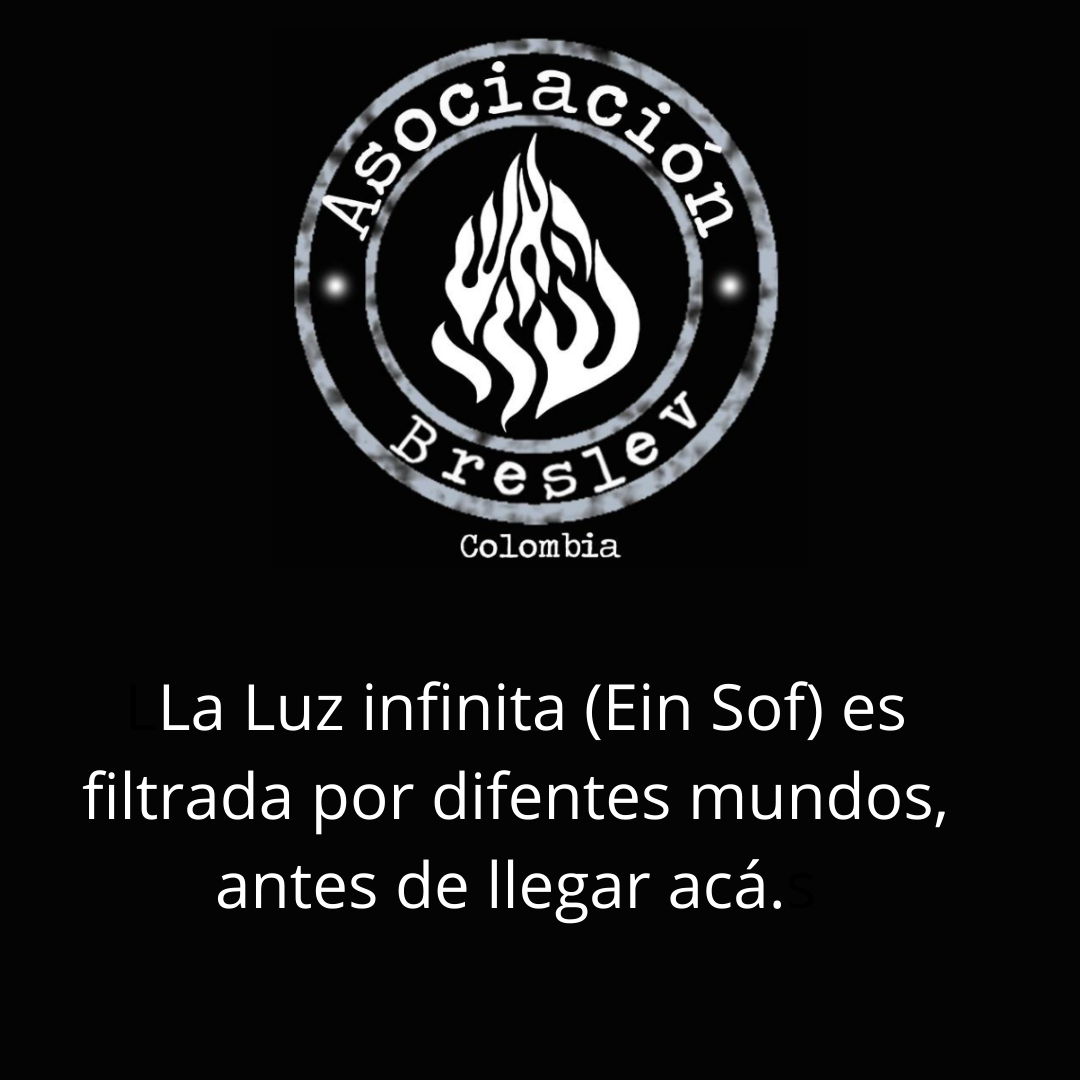 Asociación
Breslev
Colombia
La Luz infinita (Ein Sof) es
filtrada por difentes mundos,
antes de llegar acá.